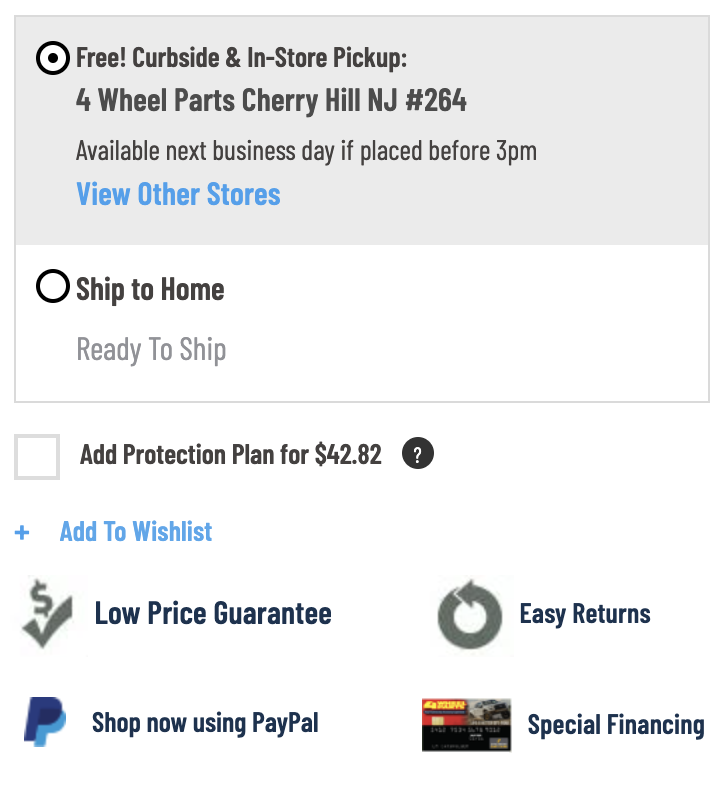 Free! Curbside & In-Store Pickup:
4 Wheel Parts Cherry Hill NJ #264
Available next business day if placed before 3pm
View Other Stores
Ship to Home
Ready To Ship
Add Protection Plan for $42.82 ?
+ Add To Wishlist
$ Low Price Guarantee
Easy Returns
Shop now using PayPal
Special Financing